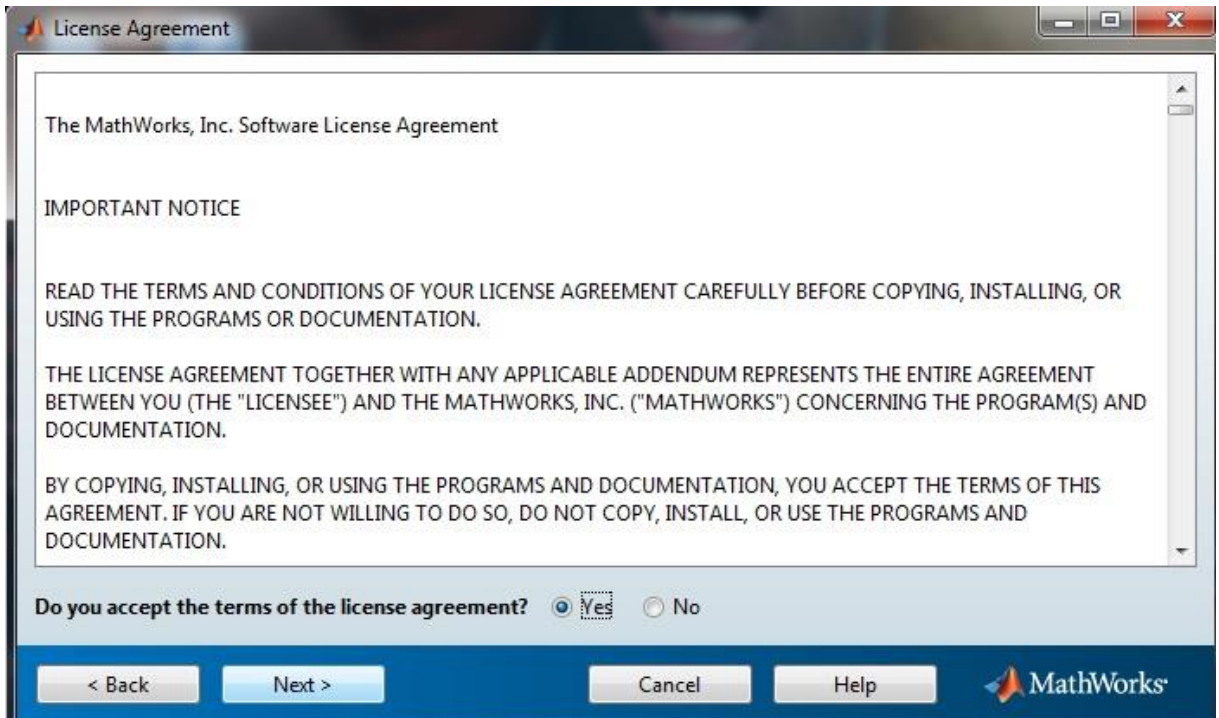 License Agreement
The MathWorks, Inc. Software License Agreement
IMPORTANT NOTICE
READ THE TERMS AND CONDITIONS OF YOUR LICENSE AGREEMENT CAREFULLY BEFORE COPYING, INSTALLING, OR
USING THE PROGRAMS OR DOCUMENTATION.
THE LICENSE AGREEMENT TOGETHER WITH ANY APPLICABLE ADDENDUM REPRESENTS THE ENTIRE AGREEMENT
BETWEEN YOU (THE "LICENSEE") AND THE MATHWORKS, INC. ("MATHWORKS") CONCERNING THE PROGRAM(S) AND
DOCUMENTATION.
BY COPYING, INSTALLING, OR USING THE PROGRAMS AND DOCUMENTATION, YOU ACCEPT THE TERMS OF THIS
AGREEMENT. IF YOU ARE NOT WILLING TO DO SO, DO NOT COPY, INSTALL, OR USE THE PROGRAMS AND
DOCUMENTATION.
Do you accept the terms of the license agreement? Yes No
< Back Next > Cancel Help MathWorks